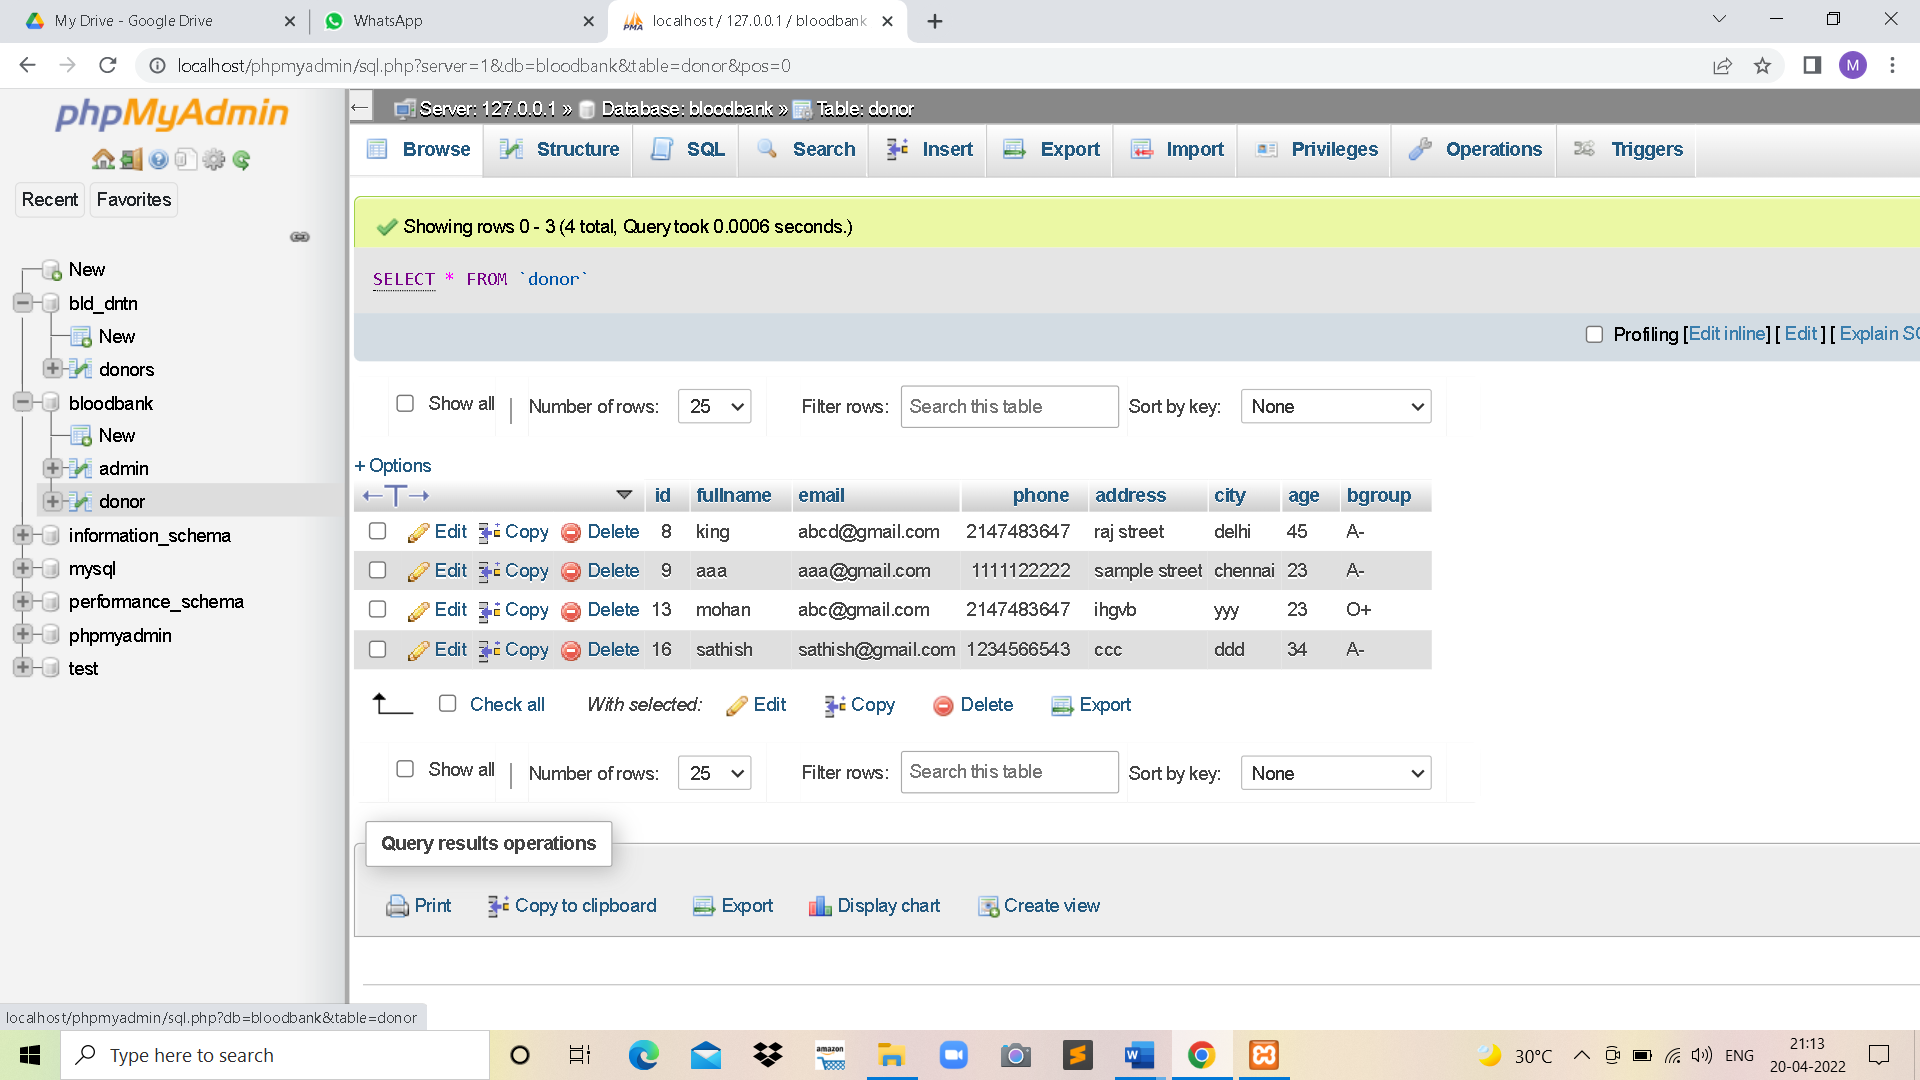 My Drive - Google Drive
WhatsApp
localhost / 127.0.0.1 / bloodbank
localhost/phpmyadmin/sql.php?server=1&db=bloodbank&table=donor&pos=0
M
phpMyAdmin
Recent
Favorites
New
bld_dntn
New
donors
bloodbank
New
admin
donor
information_schema
mysql
performance_schema
phpmyadmin
test
Server: 127.0.0.1 » Database: bloodbank » Table: donor
Browse Structure SQL Search Insert Export Import Privileges Operations Triggers
Showing rows 0 - 3 (4 total, Query took 0.0006 seconds.)
SELECT * FROM `donor`
Profiling [Edit inline] [ Edit ] [ Explain SQ
Show all | Number of rows: 25 Filter rows: Search this table Sort by key: None
+ Options
←T→ id fullname email phone address city age bgroup
Edit Copy Delete 8 king abcd@gmail.com 2147483647 raj street delhi 45 A-
Edit Copy Delete 9 aaa aaa@gmail.com 1111122222 sample street chennai 23 A-
Edit Copy Delete 13 mohan abc@gmail.com 2147483647 ihgvb yyy 23 O+
Edit Copy Delete 16 sathish sathish@gmail.com 1234566543 ccc ddd 34 A-
Check all With selected: Edit Copy Delete Export
Show all | Number of rows: 25 Filter rows: Search this table Sort by key: None
Query results operations
Print Copy to clipboard Export Display chart Create view
localhost/phpmyadmin/sql.php?db=bloodbank&table=donor
Type here to search
amazon
30°C
ENG
21:13
20-04-2022